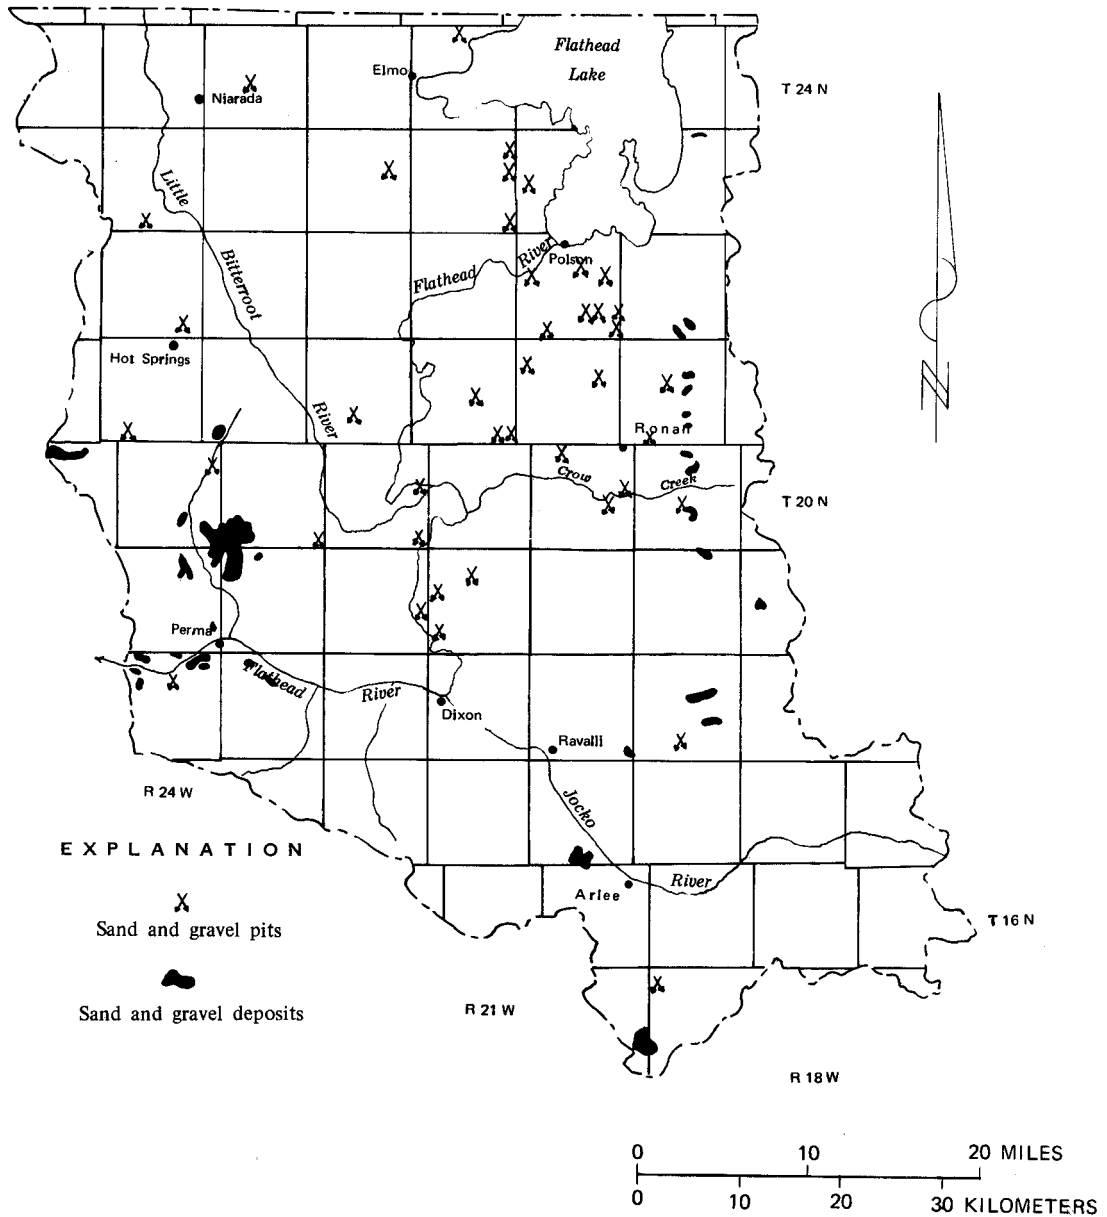 Flathead
Lake
Elmo
T 24 N
Niarada
Little
Bitterroot
River
Flathead
River
Polson
Hot Springs
River
Ronan
Crow
Creek
T 20 N
Perma
Flathead
River
Dixon
Ravalli
R 24 W
Jocko
River
EXPLANATION
Arlee
T 16 N
Sand and gravel pits
Sand and gravel deposits
R 21 W
R 18 W
N
0 10 20 MILES
0 10 20 30 KILOMETERS